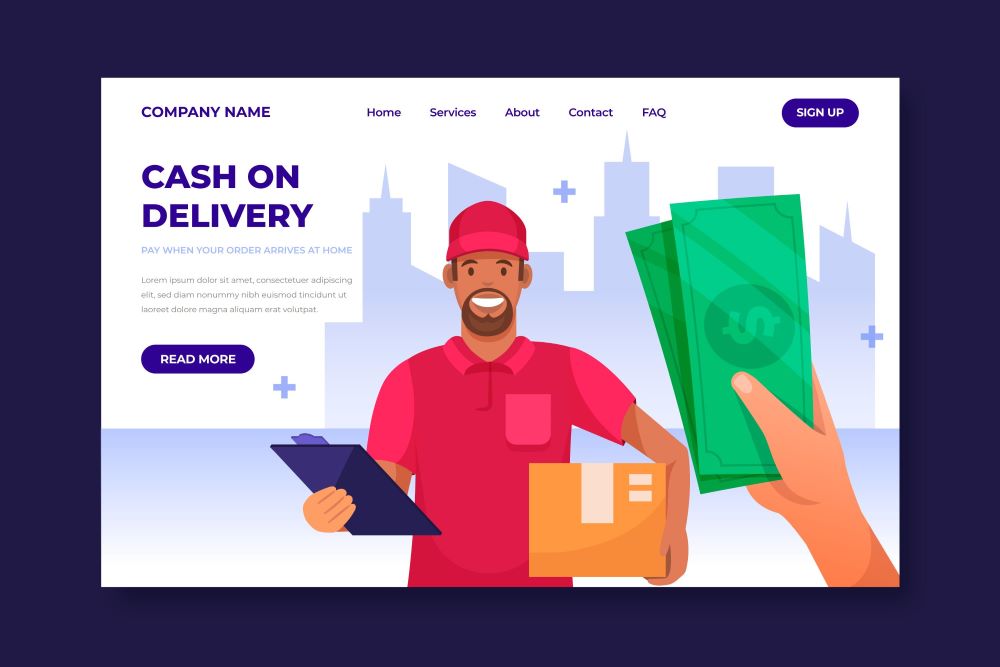 COMPANY NAME
Home Services About Contact FAQ
SIGN UP
CASH ON
DELIVERY
PAY WHEN YOUR ORDER ARRIVES AT HOME
Lorem ipsum dolor sit amet, consectetuer adipiscing
elit, sed diam nonummy nibh euismod tincidunt ut
laoreet dolore magna aliquam erat volutpat.
READ MORE
$